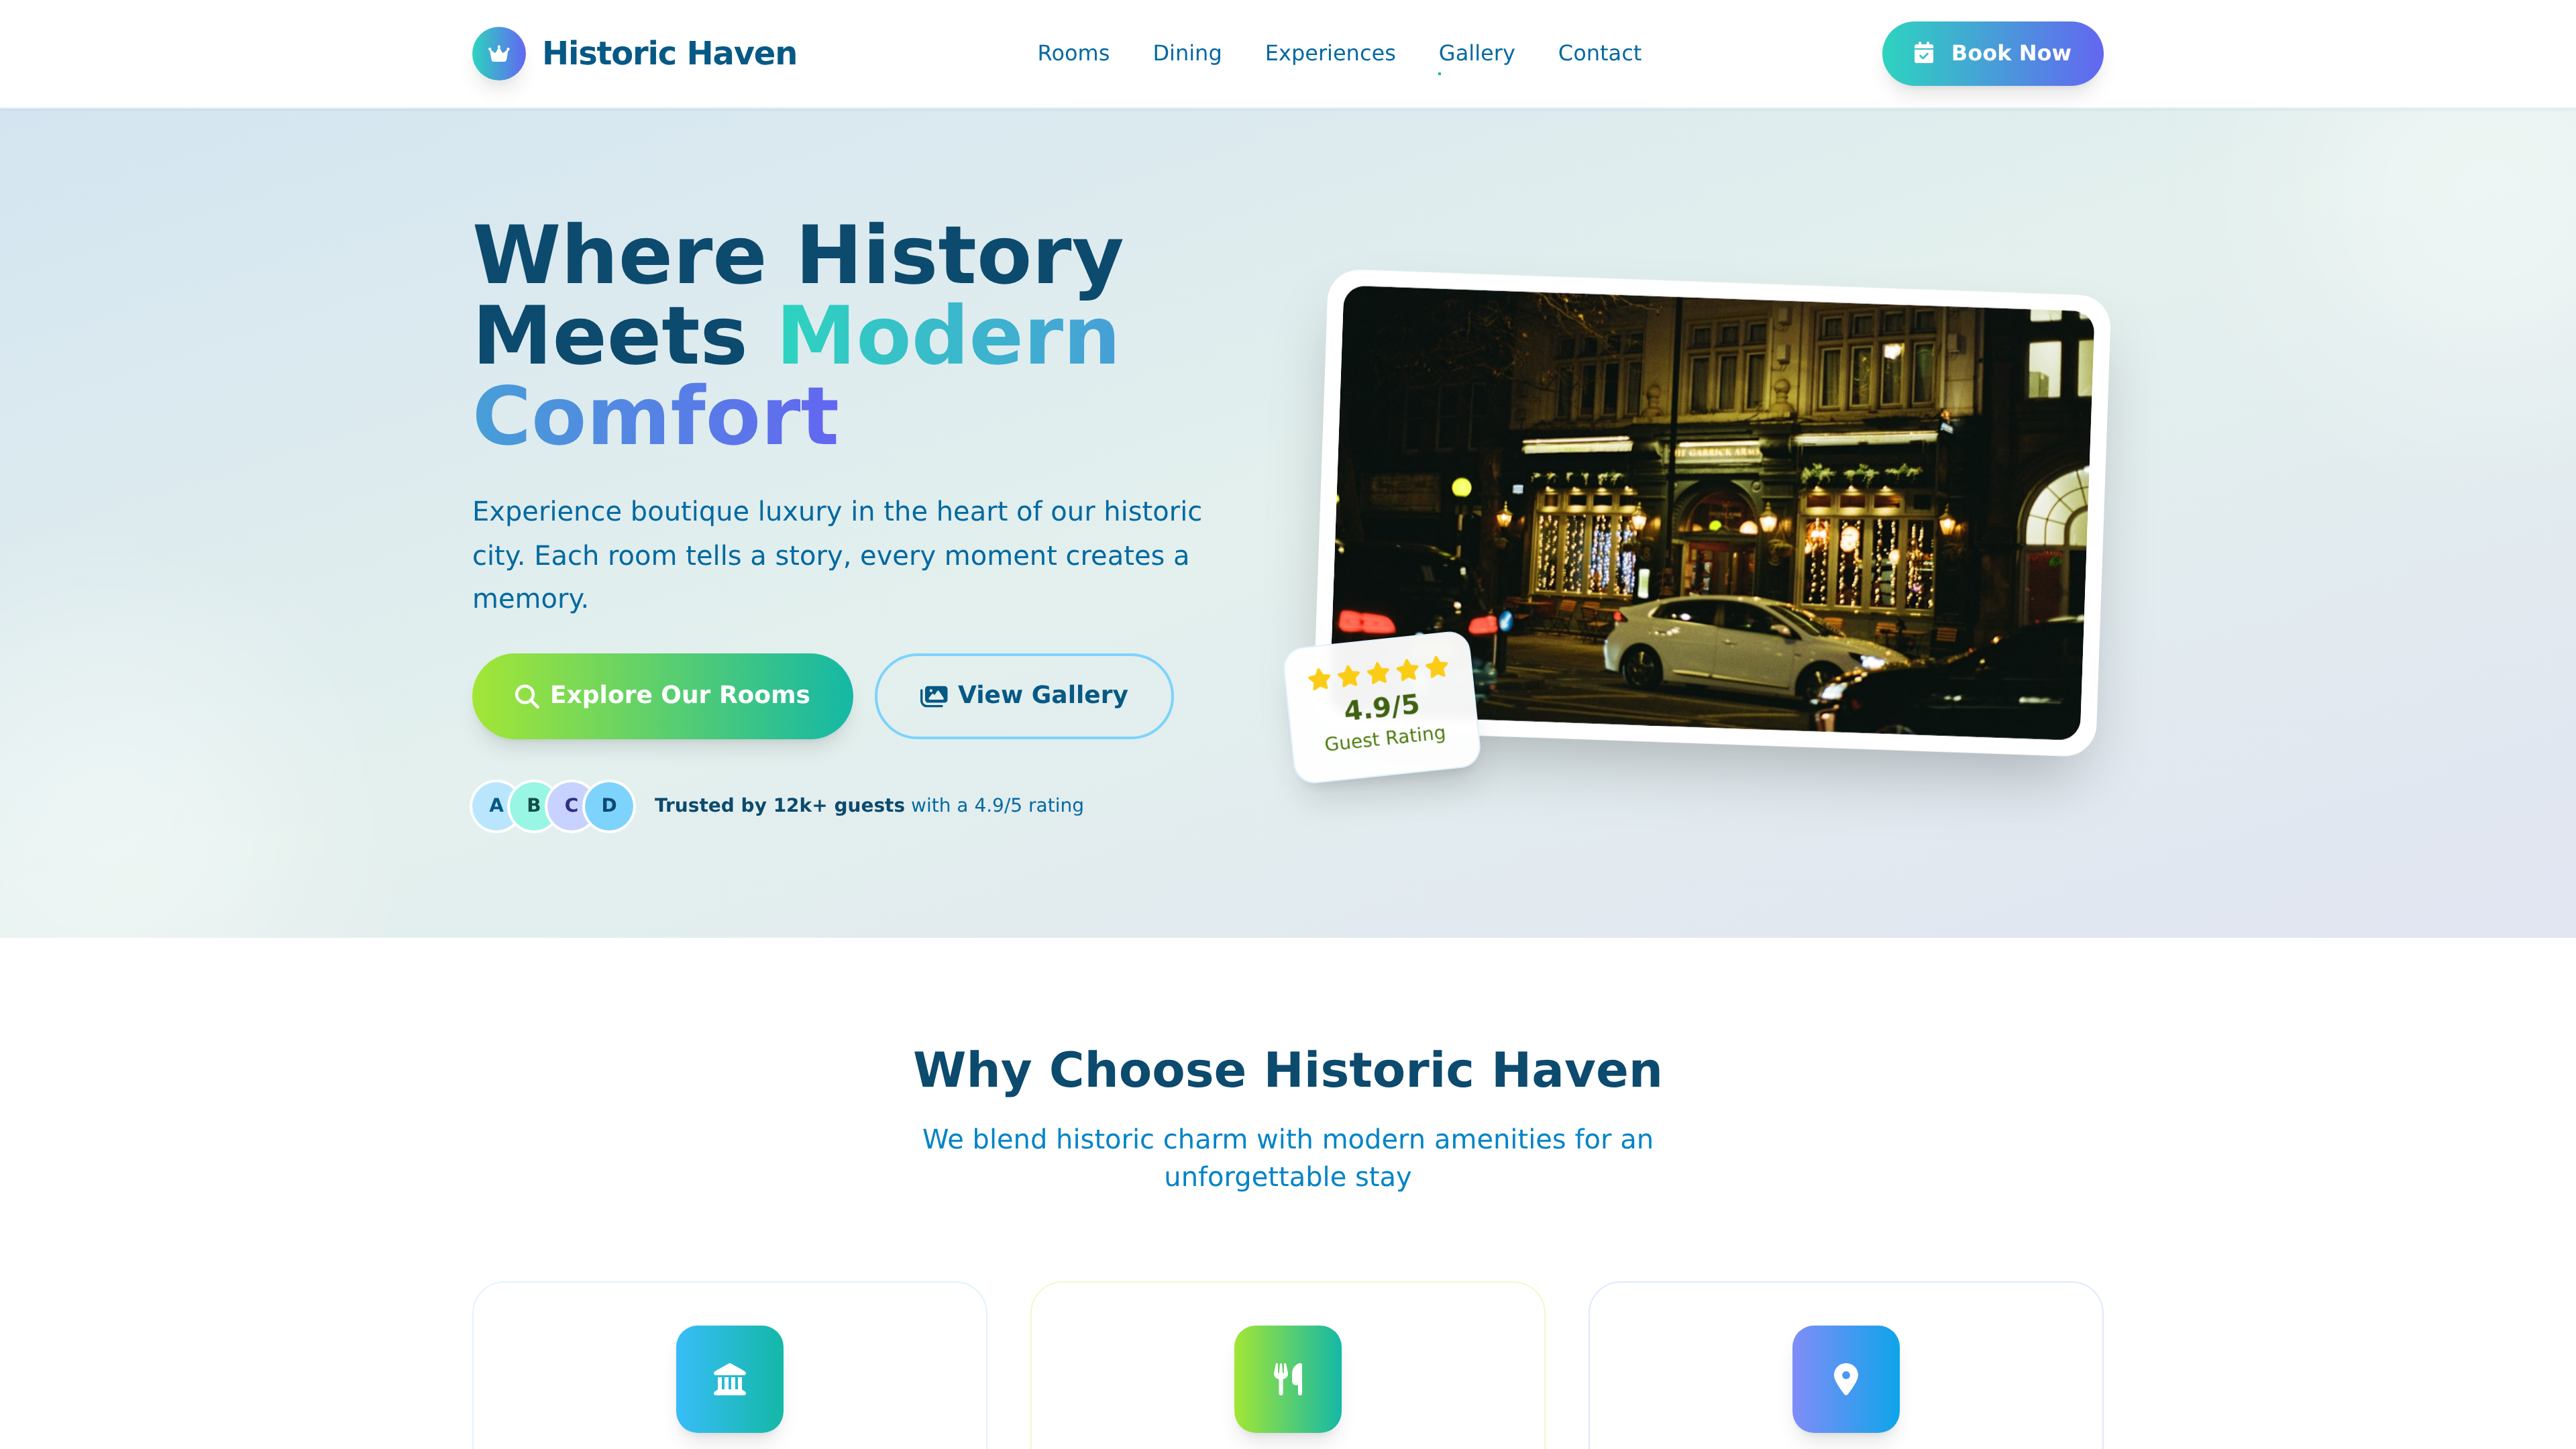 Historic Haven
Rooms Dining Experiences Gallery Contact
Book Now
Where History
Meets Modern
Comfort
Experience boutique luxury in the heart of our historic
city. Each room tells a story, every moment creates a
memory.
Explore Our Rooms
View Gallery
A B C D
Trusted by 12k+ guests with a 4.9/5 rating
GARRICK ARMS
4.9/5
Guest Rating
Why Choose Historic Haven
We blend historic charm with modern amenities for an
unforgettable stay